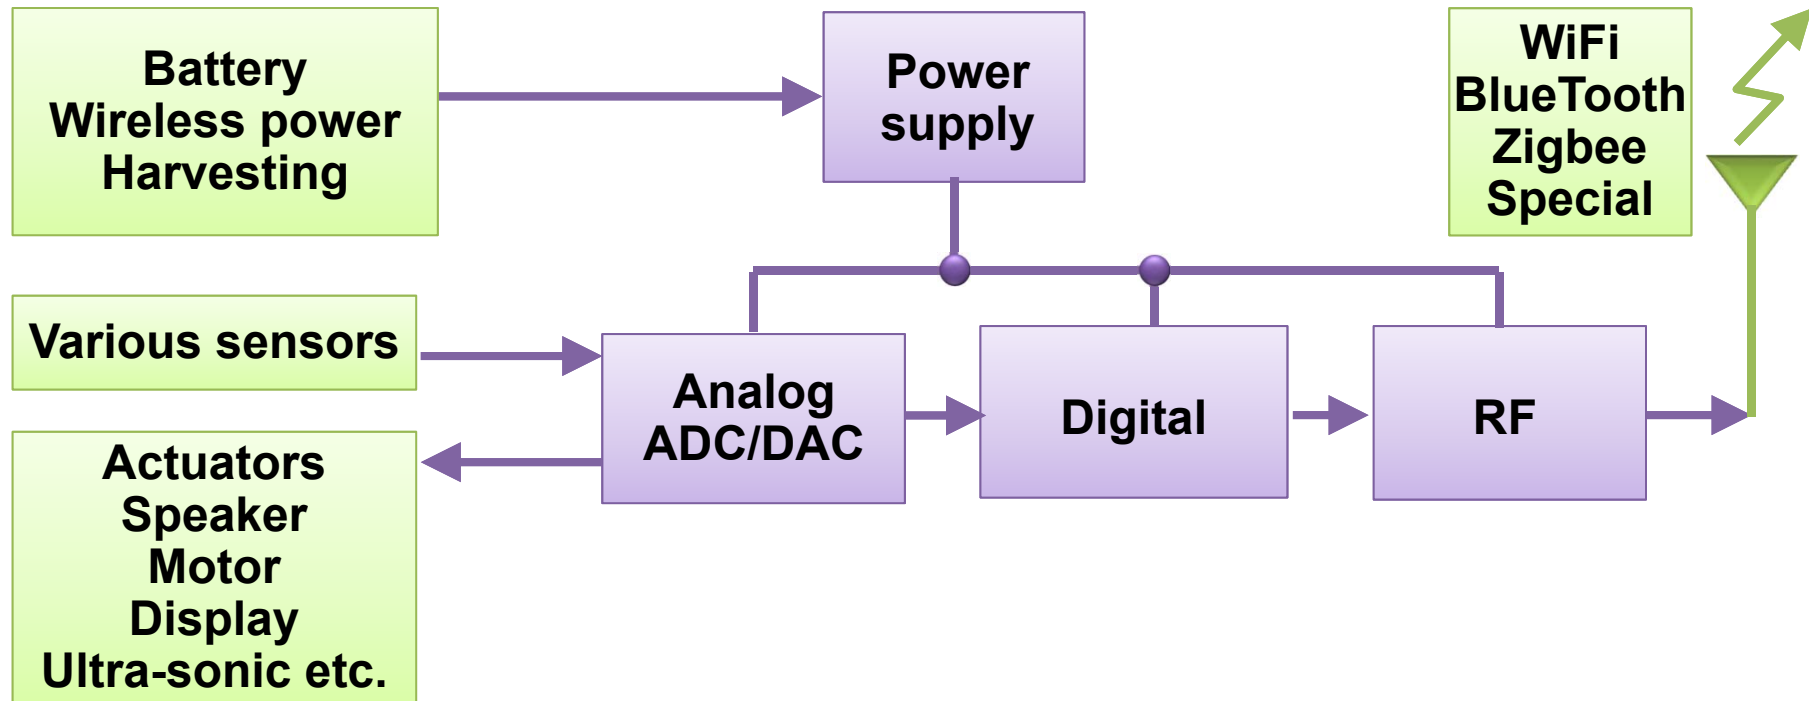 Battery
Wireless power
Harvesting
Power
supply
WiFi
BlueTooth
Zigbee
Special
Various sensors
Analog
ADC/DAC
Digital
RF
Actuators
Speaker
Motor
Display
Ultra-sonic etc.